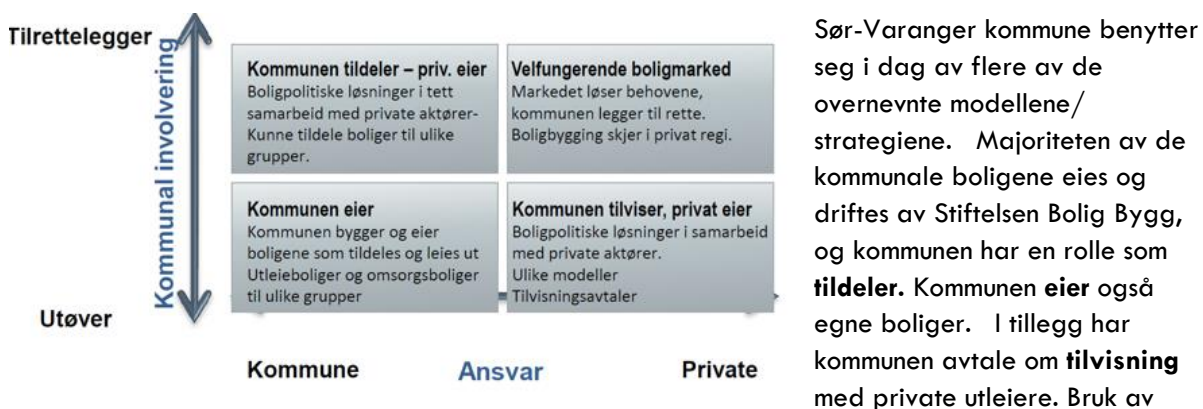 Tilrettelegger
Kommunal involvering
Utøver
Kommunen tildeler – priv. eier
Boligpolitiske løsninger i tett
samarbeid med private aktører-
Kunne tildele boliger til ulike
grupper.
Velfungerende boligmarked
Markedet løser behovene,
kommunen legger til rette.
Boligbygging skjer i privat regi.
Kommunen eier
Kommunen bygger og eier
boligene som tildeles og leies ut
Utleieboliger og omsorgsboliger
til ulike grupper
Kommunen tilviser, privat eier
Boligpolitiske løsninger i samarbeid
med private aktører.
Ulike modeller
Tilvisningsavtaler
Kommune
Ansvar
Private
Sør-Varanger kommune benytter
seg i dag av flere av de
overnevnte modellene/
strategiene. Majoriteten av de
kommunale boligene eies og
driftes av Stiftelsen Bolig Bygg,
og kommunen har en rolle som
tildeler. Kommunen eier også
egne boliger. I tillegg har
kommunen avtale om tilvisning
med private utleiere. Bruk av